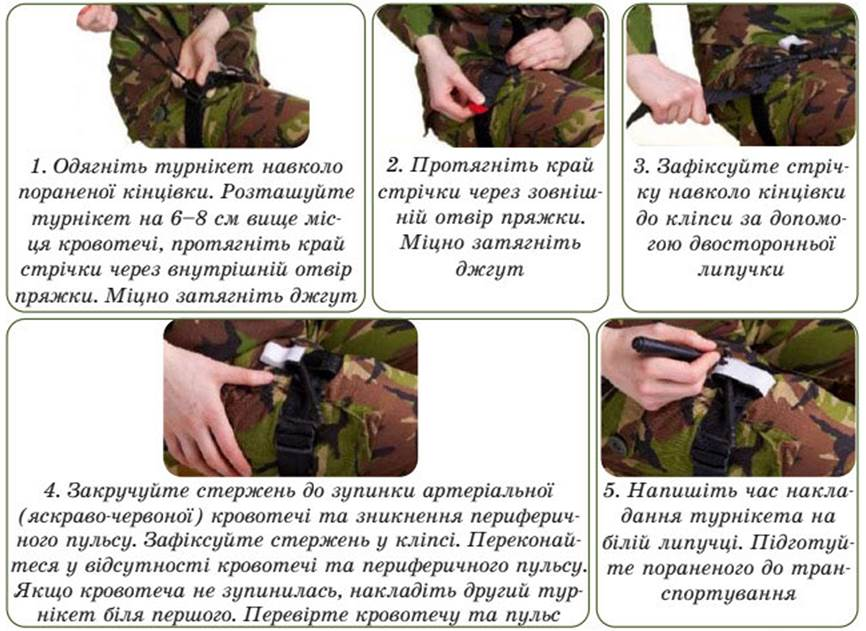 1. Одягніть турнікет навколо
пораненої кінцівки. Розташуйте
турнікет на 6–8 см вище міс-
ця кровотечі, протягніть край
стрічки через внутрішній отвір
пряжки. Міцно затягніть джгут
2. Протягніть край
стрічки через зовніш-
ній отвір пряжки.
Міцно затягніть
джгут
3. Зафіксуйте стріч-
ку навколо кінцівки
до кліпси за допомо-
гою двосторонньої
липучки
4. Закручуйте стержень до зупинки артеріальної
(яскраво-червоної) кровотечі та зникнення периферич-
ного пульсу. Зафіксуйте стержень у кліпсі. Переконай-
теся у відсутності кровотечі та периферичного пульсу.
Якщо кровотеча не зупинилась, накладіть другий тур-
нікет біля першого. Перевірте кровотечу та пульс
5. Напишіть час накла-
дання турнікета на
білій липучці. Підготуй-
те пораненого до тран-
спортування